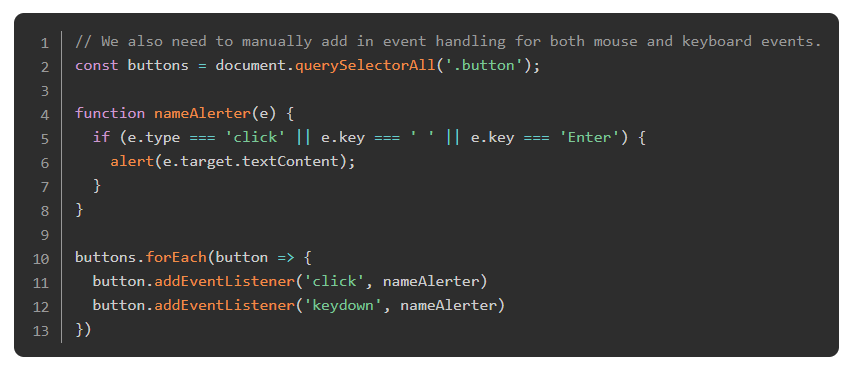 1 // We also need to manually add in event handling for both mouse and keyboard events.
2 const buttons = document.querySelectorAll('.button');
3
4 function nameAlerter(e) {
5   if (e.type === 'click' || e.key === ' ' || e.key === 'Enter') {
6     alert(e.target.textContent);
7   }
8 }
9
10 buttons.forEach(button => {
11   button.addEventListener('click', nameAlerter)
12   button.addEventListener('keydown', nameAlerter)
13 })